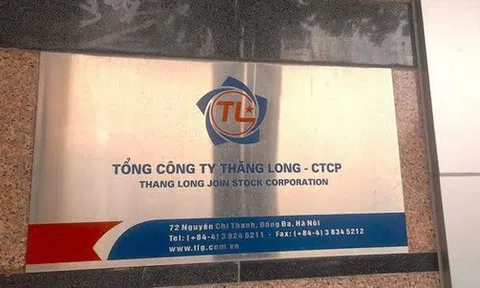 TL
TỔNG CÔNG TY THĂNG LONG - CTCP
THANG LONG JOIN STOCK CORPORATION
72 Nguyễn Chí Thanh, Đống Đa, Hà Nội
Tel: (+84-4) 3 824 5211 - Fax: (+84-4) 3 834 5212
www.tlg.com.vn